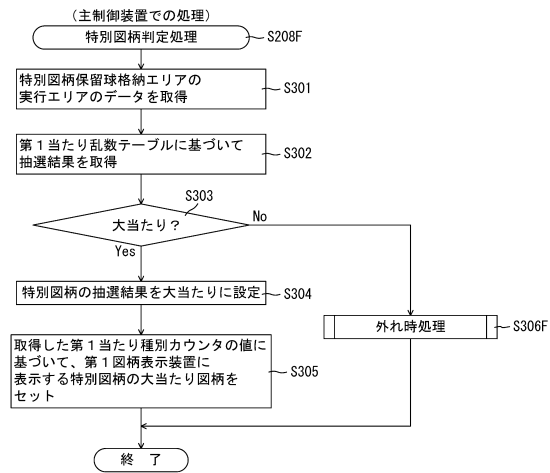 （主制御装置での処理）
特別図柄判定処理
S208F
特別図柄保留球格納エリアの
実行エリアのデータを取得
S301
第１当たり乱数テーブルに基づいて
抽選結果を取得
S302
S303
大当たり？
No
Yes
特別図柄の抽選結果を大当たりに設定
S304
外れ時処理
S306F
取得した第１当たり種別カウンタの値に
基づいて、第１図柄表示装置に
表示する特別図柄の大当たり図柄を
セット
S305
終 了